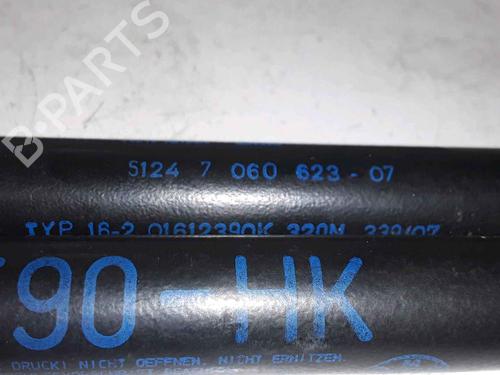 B-PARTS
5124 7 060 623-07
TYP 16-2 01612390K 320N 339/07
E90-HK
DRUCK! NICHT OEFFNEN. NICHT ERHITZEN.